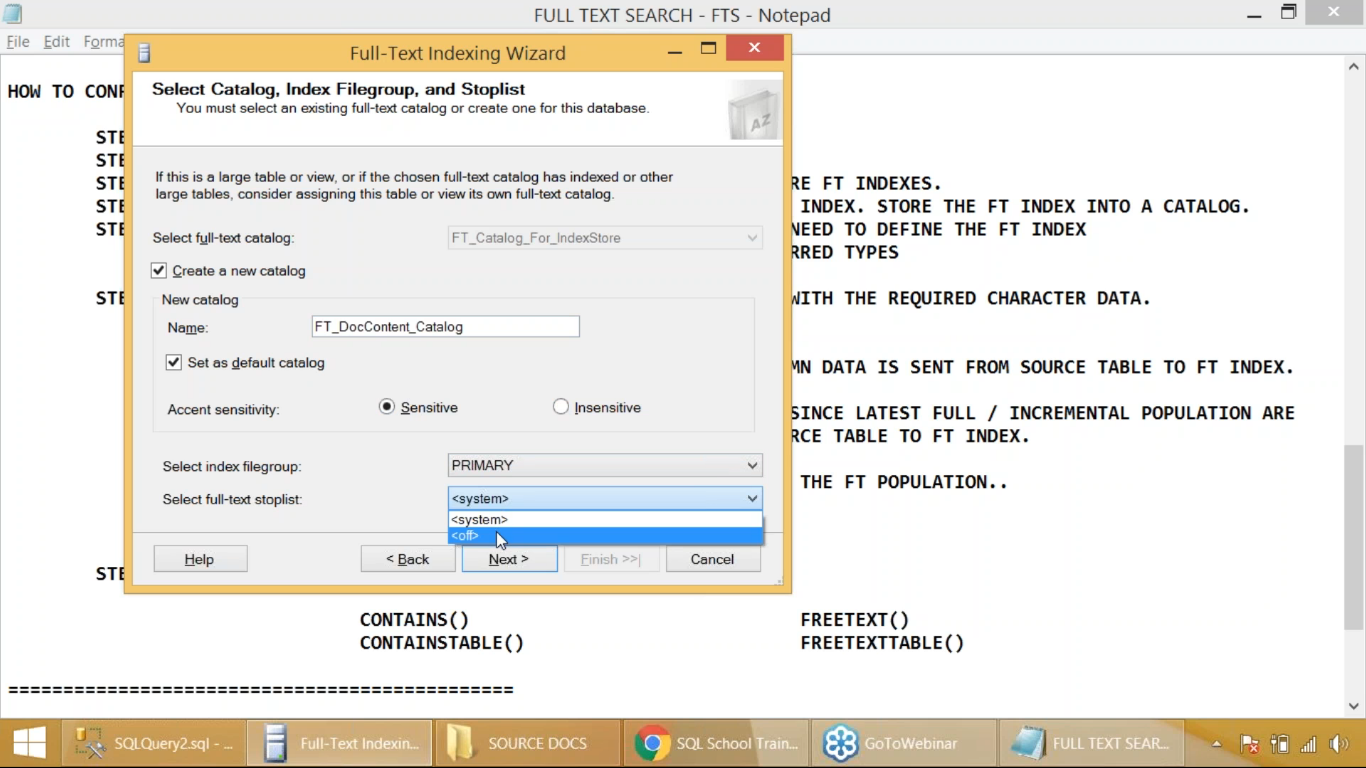 FULL TEXT SEARCH - FTS - Notepad
File Edit Forma
Full-Text Indexing Wizard
Select Catalog, Index Filegroup, and Stoplist
You must select an existing full-text catalog or create one for this database.
AZ
If this is a large table or view, or if the chosen full-text catalog has indexed or other
large tables, consider assigning this table or view its own full-text catalog.
Select full-text catalog: FT_Catalog_For_IndexStore
Create a new catalog
New catalog
Name: FT_DocContent_Catalog
Set as default catalog
Accent sensitivity: Sensitive Insensitive
Select index filegroup: PRIMARY
Select full-text stoplist: <system>
<system>
<off>
Help < Back Next > Finish >>| Cancel
HOW TO CONF
STE
STE
STE RE FT INDEXES.
STE INDEX. STORE THE FT INDEX INTO A CATALOG.
STE NEED TO DEFINE THE FT INDEX
RRED TYPES
STE WITH THE REQUIRED CHARACTER DATA.
MN DATA IS SENT FROM SOURCE TABLE TO FT INDEX.
SINCE LATEST FULL / INCREMENTAL POPULATION ARE
RCE TABLE TO FT INDEX.
THE FT POPULATION..
STE
CONTAINS() FREETEXT()
CONTAINSTABLE() FREETEXTTABLE()
==============================================
SQLQuery2.sql - ... Full-Text Indexin... SOURCE DOCS SQL School Train... GoToWebinar FULL TEXT SEAR...